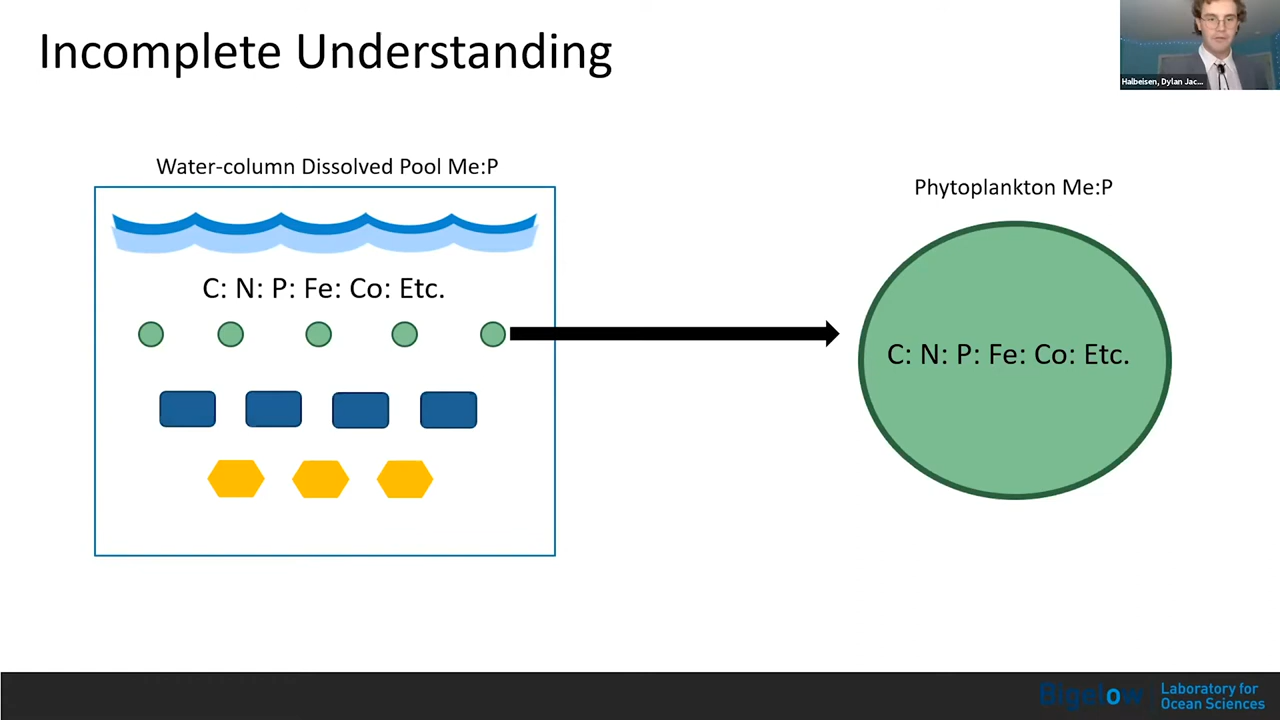 Incomplete Understanding
Halbeisen, Dylan Jac...
Water-column Dissolved Pool Me:P
Phytoplankton Me:P
C: N: P: Fe: Co: Etc.
C: N: P: Fe: Co: Etc.
Bigelow
Laboratory for
Ocean Sciences